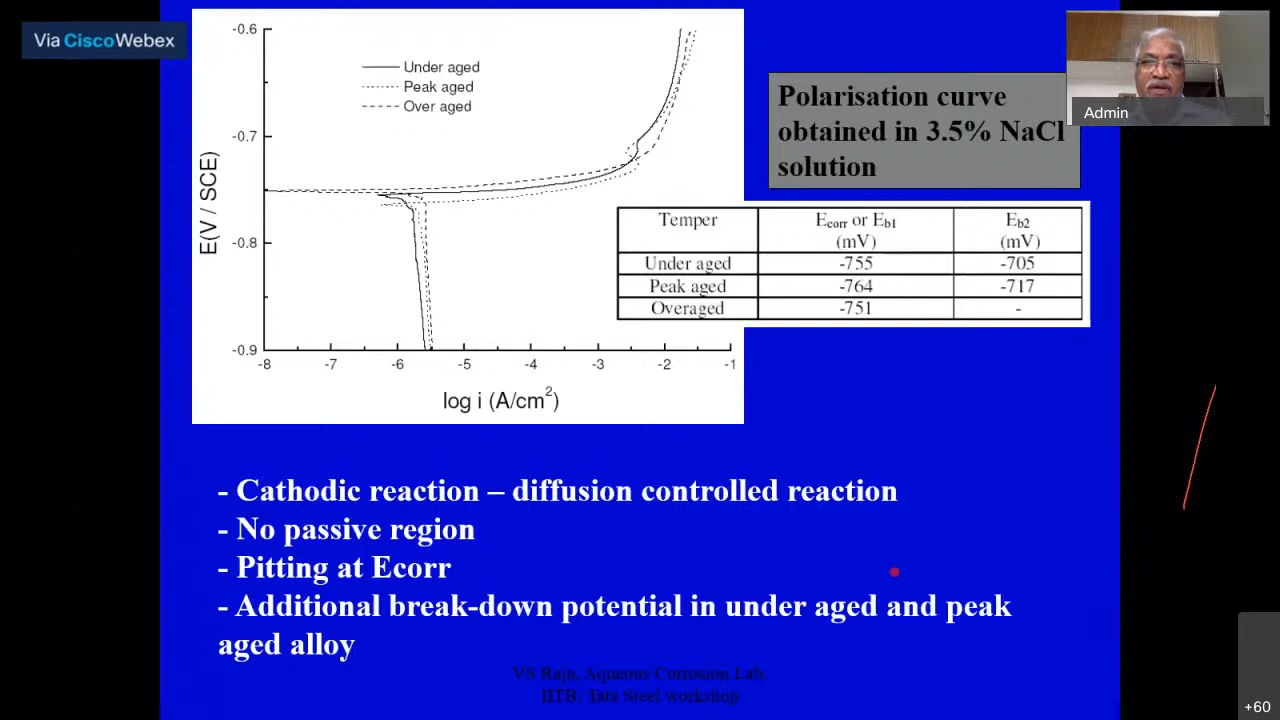 Via Cisco Webex
-0.6
-0.7
-0.8
-0.9
E(V / SCE)
Under aged
Peak aged
Over aged
-8 -7 -6 -5 -4 -3 -2 -1
log i (A/cm2)
Polarisation curve
obtained in 3.5% NaCl
solution
Admin
Temper Ecorr or Eb1 Eb2
(mV) (mV)
Under aged -755 -705
Peak aged -764 -717
Overaged -751 -
- Cathodic reaction – diffusion controlled reaction
- No passive region
- Pitting at Ecorr
- Additional break-down potential in under aged and peak
aged alloy
VS Raja, Aqueous Corrosion Lab,
IITB, Tata Steel workshop
+60